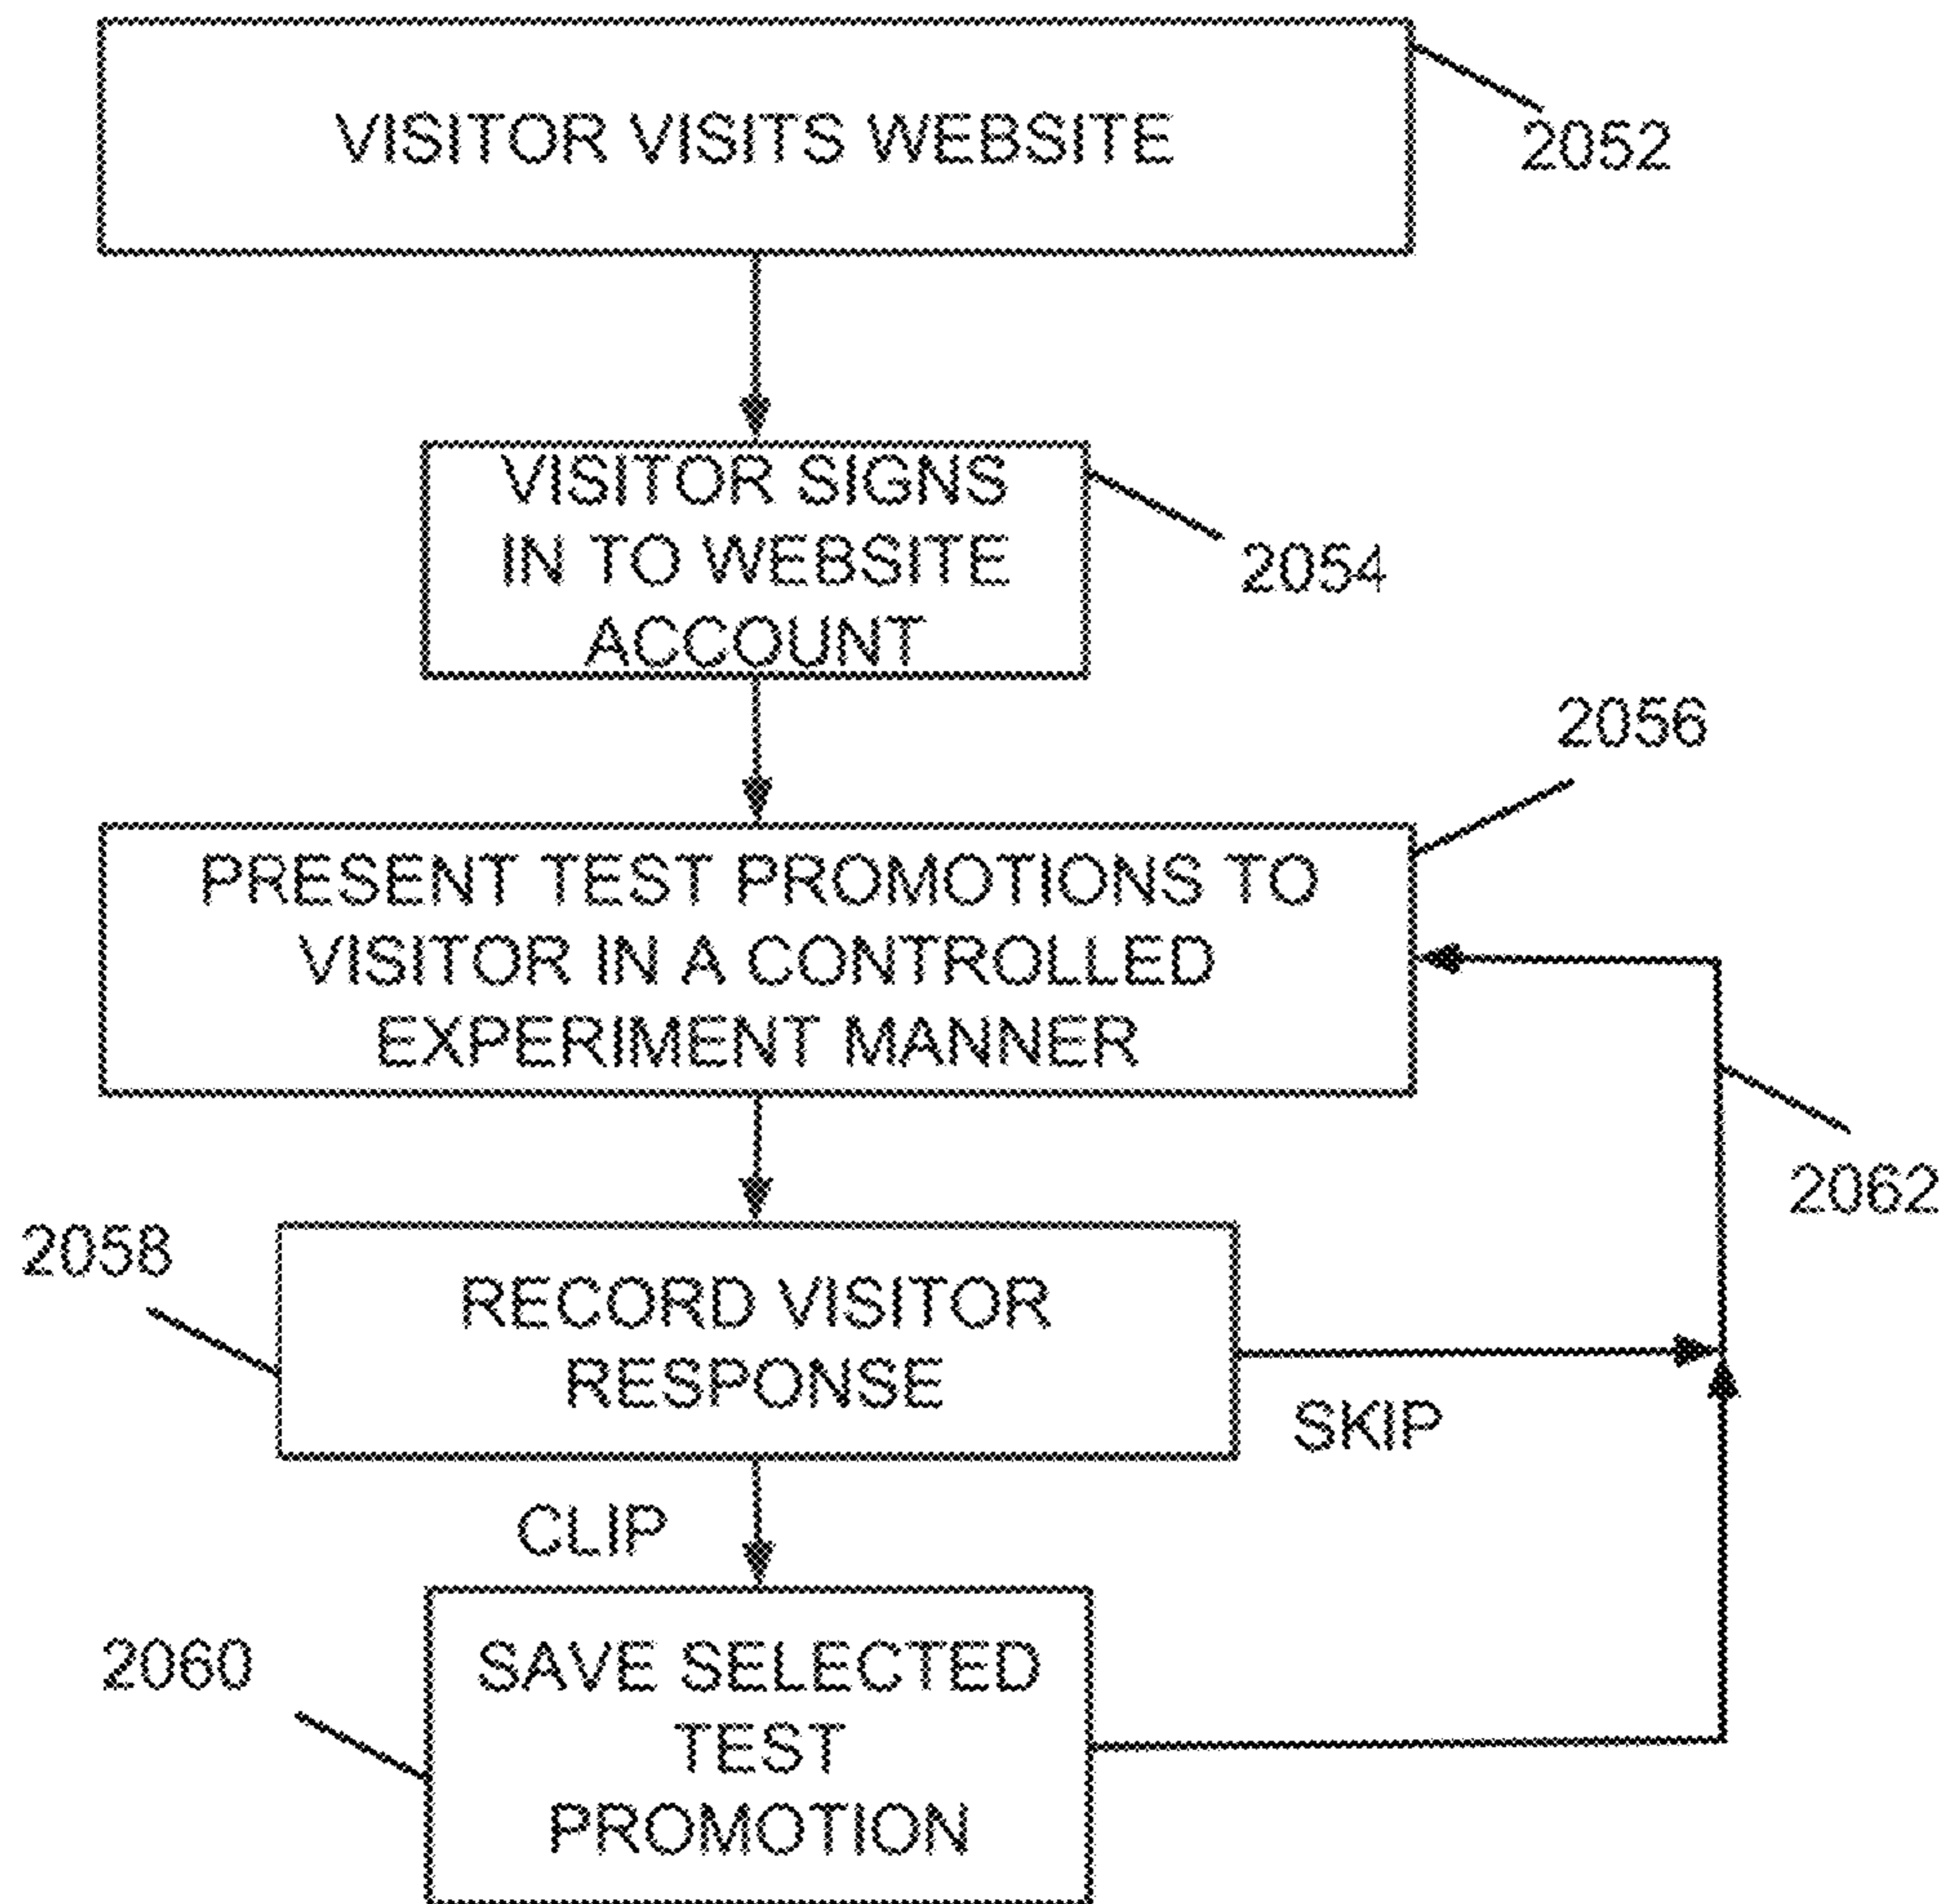 VISITOR VISITS WEBSITE
2052
VISITOR SIGNS
IN TO WEBSITE
ACCOUNT
2054
2056
PRESENT TEST PROMOTIONS TO
VISITOR IN A CONTROLLED
EXPERIMENT MANNER
2062
2058
RECORD VISITOR
RESPONSE
SKIP
CLIP
2060
SAVE SELECTED
TEST
PROMOTION